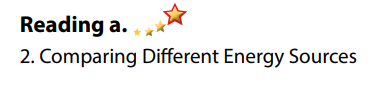 Reading a.
2. Comparing Different Energy Sources